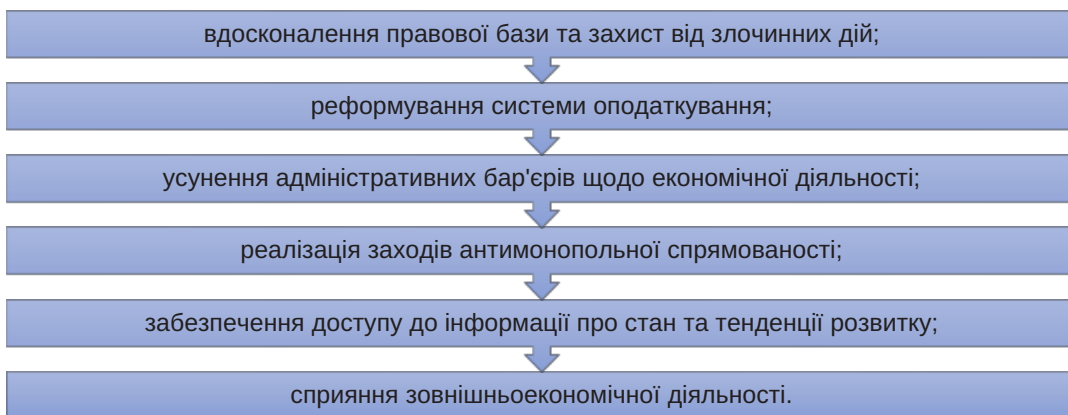 вдосконалення правової бази та захист від злочинних дій;
реформування системи оподаткування;
усунення адміністративних бар'єрів щодо економічної діяльності;
реалізація заходів антимонопольної спрямованості;
забезпечення доступу до інформації про стан та тенденції розвитку;
сприяння зовнішньоекономічної діяльності.